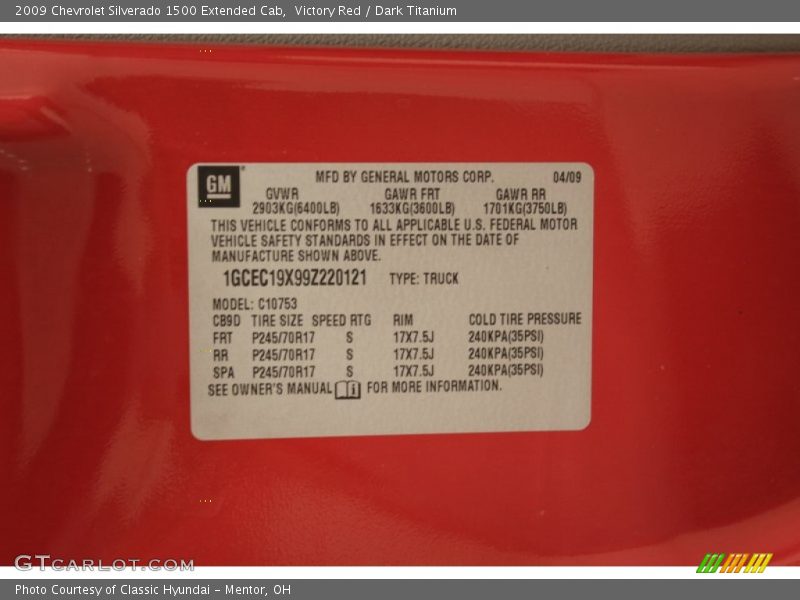 2009 Chevrolet Silverado 1500 Extended Cab, Victory Red / Dark Titanium
GM
MFD BY GENERAL MOTORS CORP. 04/09
GVWR GAWR FRT GAWR RR
2903KG(6400LB) 1633KG(3600LB) 1701KG(3750LB)
THIS VEHICLE CONFORMS TO ALL APPLICABLE U.S. FEDERAL MOTOR
VEHICLE SAFETY STANDARDS IN EFFECT ON THE DATE OF
MANUFACTURE SHOWN ABOVE.
1GCEC19X99Z220121 TYPE: TRUCK
MODEL: C10753
CB9D TIRE SIZE SPEED RTG RIM COLD TIRE PRESSURE
FRT P245/70R17 S 17X7.5J 240KPA(35PSI)
RR P245/70R17 S 17X7.5J 240KPA(35PSI)
SPA P245/70R17 S 17X7.5J 240KPA(35PSI)
SEE OWNER'S MANUAL i FOR MORE INFORMATION.
GTCARLOT.COM
Photo Courtesy of Classic Hyundai - Mentor, OH